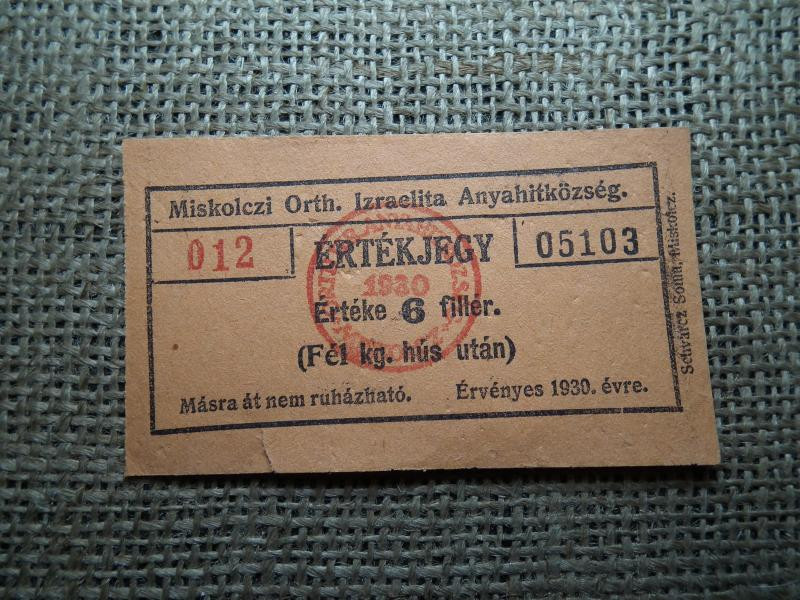 Miskolczi Orth. Izraelita Anyahitközség.
012
ÉRTÉKJEGY
05103
1930
Értéke 6 fillér.
(Fél kg. hús után)
Másra át nem ruházható.
Érvényes 1930. évre.
Schvarcz Soma, Miskolcz.